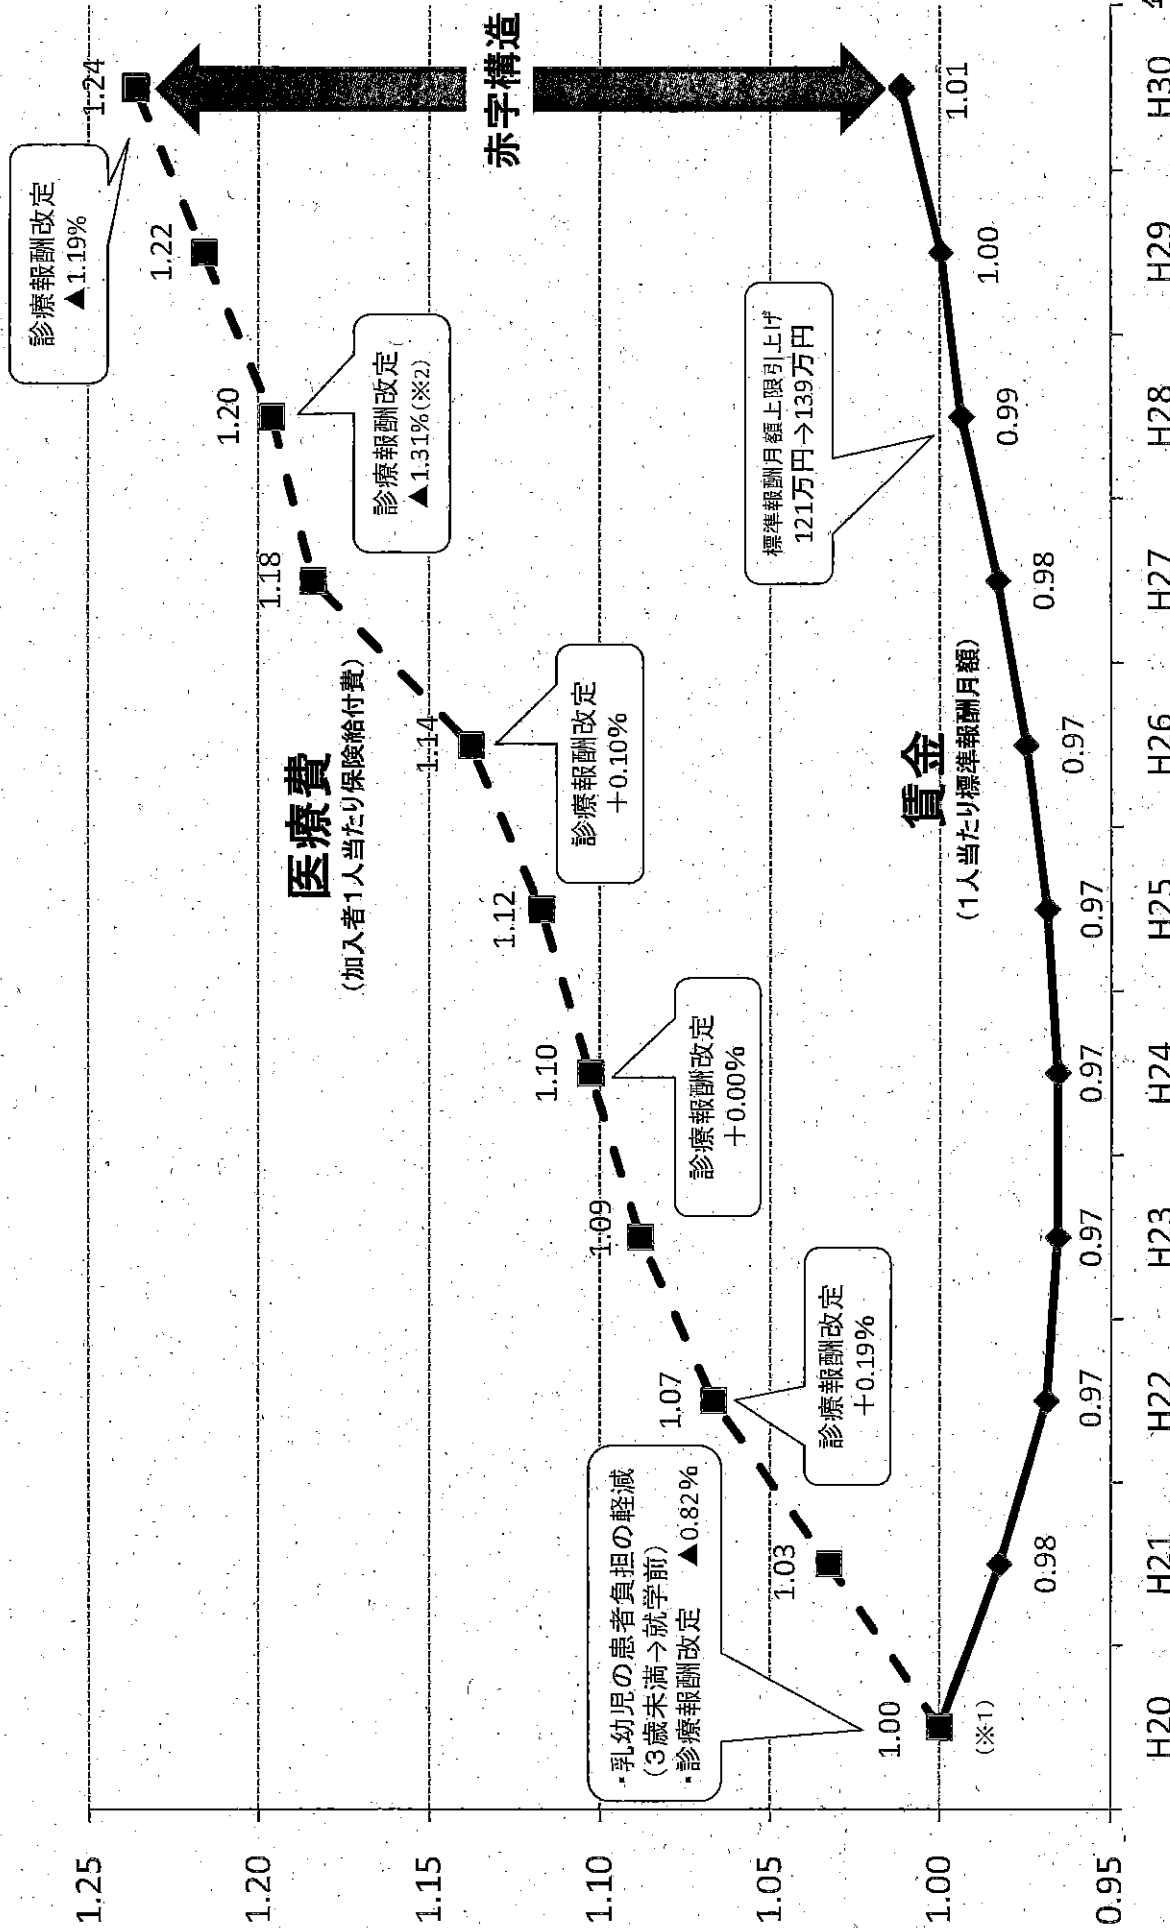 1.25
1.20
1.15
1.10
1.05
1.00
0.95
H20
H21
H22
H23
H24
H25
H26
H27
H28
H29
H30
医療費
(加入者1人当たり保険給付費)
1.00
1.03
1.07
1.09
1.10
1.12
1.14
1.18
1.20
1.22
1.24
・乳幼児の患者負担の軽減
(3歳未満→就学前)
・診療報酬改定 ▲0.82%
診療報酬改定
+0.19%
診療報酬改定
+0.00%
診療報酬改定
+0.10%
診療報酬改定
▲1.31%(※2)
診療報酬改定
▲1.19%
赤字構造
標準報酬月額上限引上げ
121万円→139万円
賃金
(1人当たり標準報酬月額)
(※1)
0.98
0.97
0.97
0.97
0.97
0.97
0.98
0.99
1.00
1.01